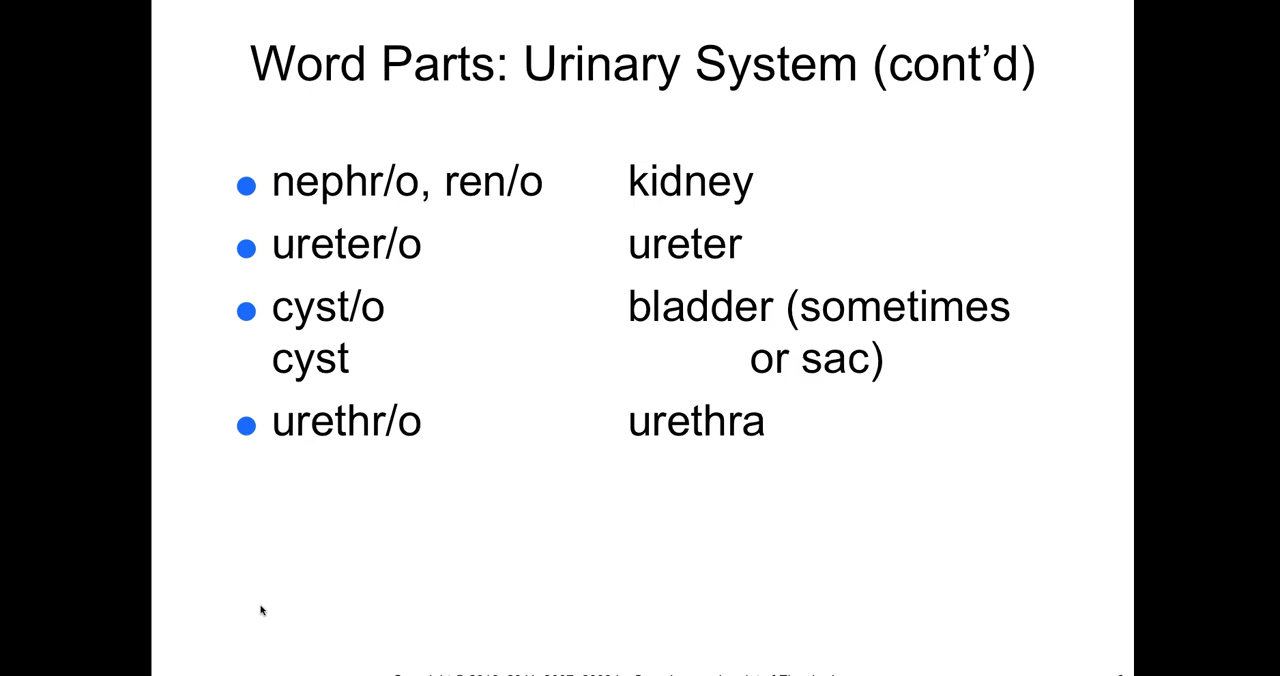 Word Parts: Urinary System (cont’d)
nephr/o, ren/o kidney
ureter/o ureter
cyst/o bladder (sometimes
cyst or sac)
urethr/o urethra